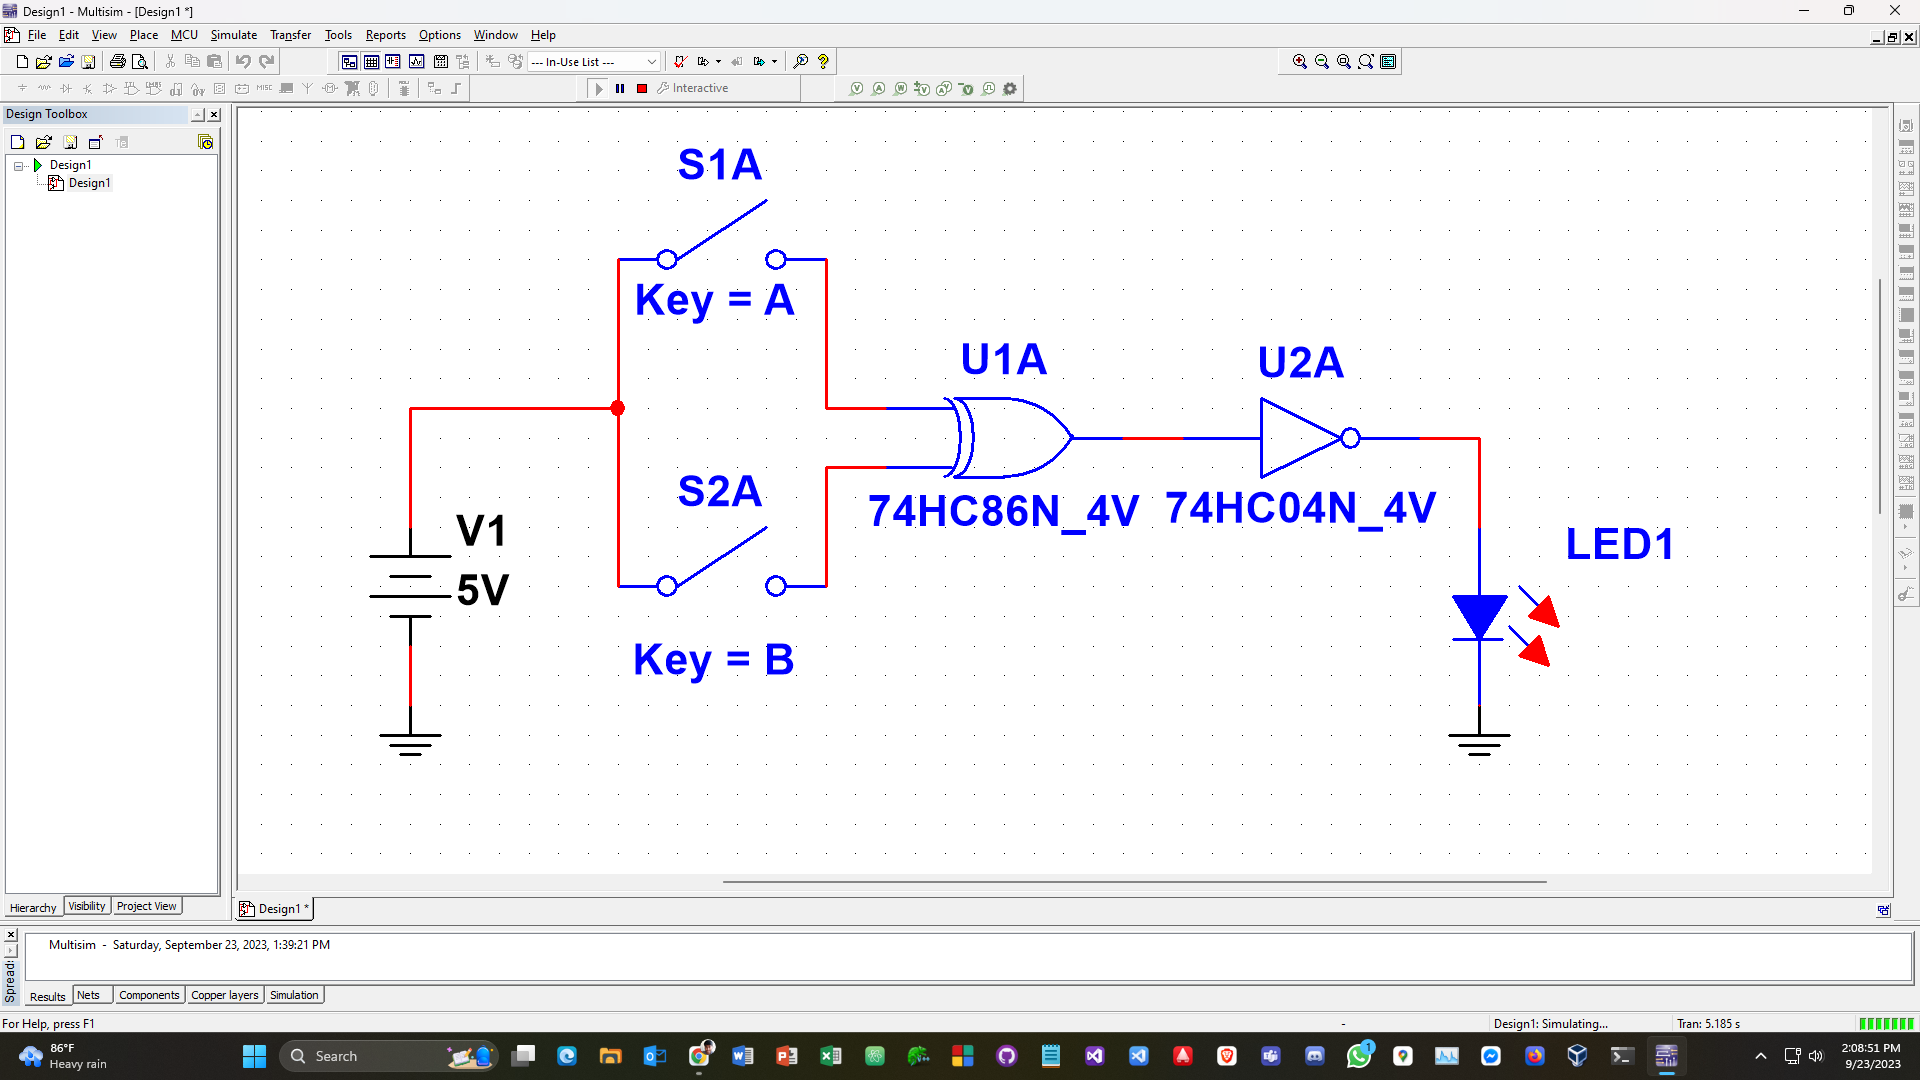 Design1 - Multisim - [Design1 *]
File Edit View Place MCU Simulate Transfer Tools Reports Options Window Help
--- In-Use List ---
Interactive
Design Toolbox
Design1
Design1
S1A
Key = A
U1A
U2A
74HC86N_4V
74HC04N_4V
S2A
Key = B
V1
5V
LED1
Hierarchy Visibility Project View
Design1 *
Multisim - Saturday, September 23, 2023, 1:39:21 PM
Results Nets Components Copper layers Simulation
For Help, press F1
-
Design1: Simulating...
Tran: 5.185 s
86°F
Heavy rain
Search
1
2:08:51 PM
9/23/2023